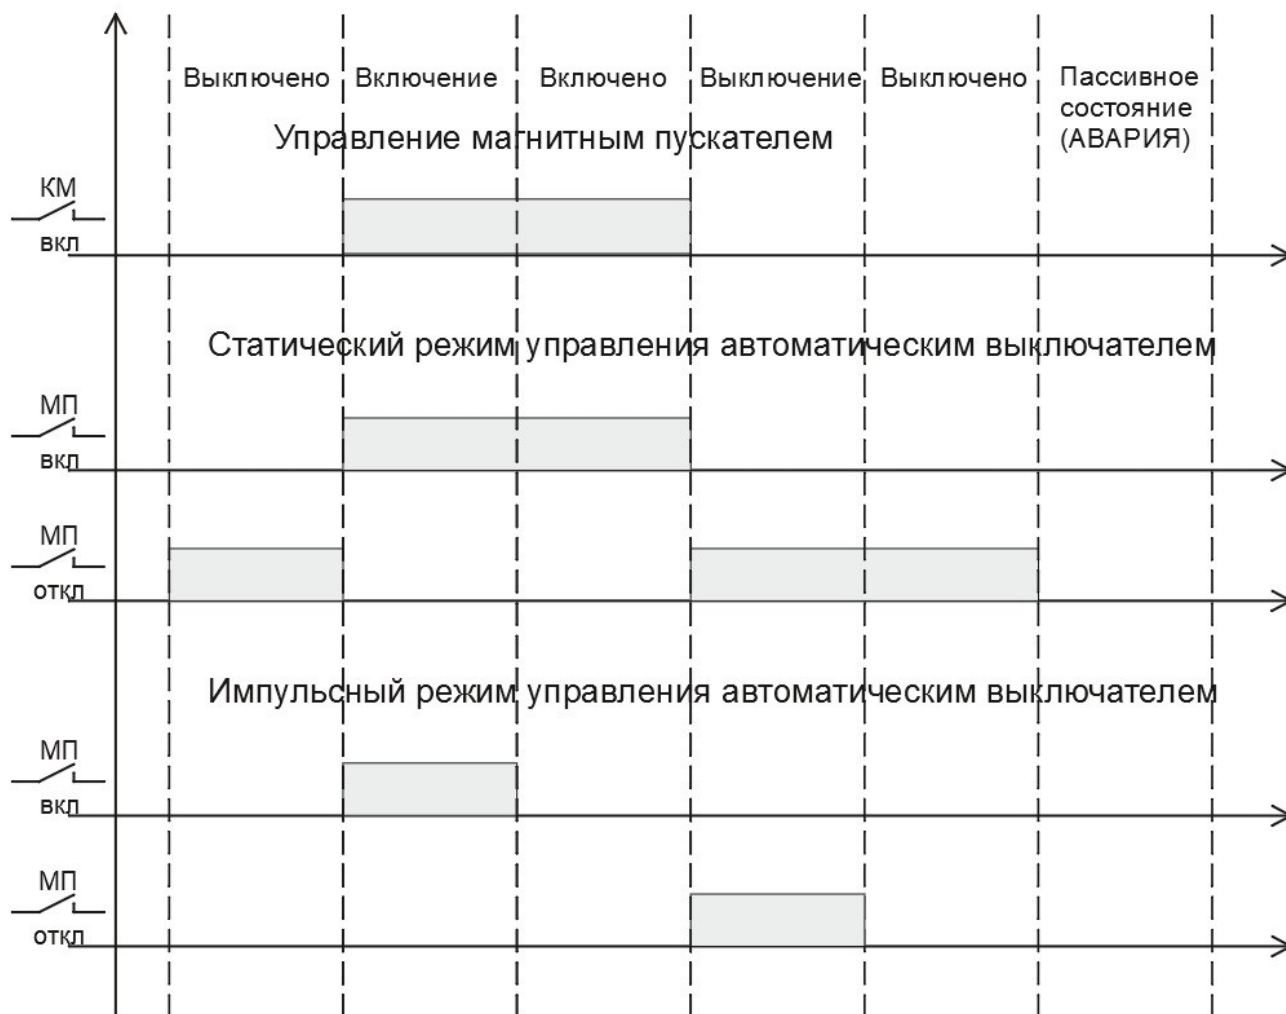 Выключено Включение Включено Выключение Выключено Пассивное
состояние
(АВАРИЯ)
Управление магнитным пускателем
КМ
вкл
Статический режим управления автоматическим выключателем
МП
вкл
МП
откл
Импульсный режим управления автоматическим выключателем
МП
вкл
МП
откл